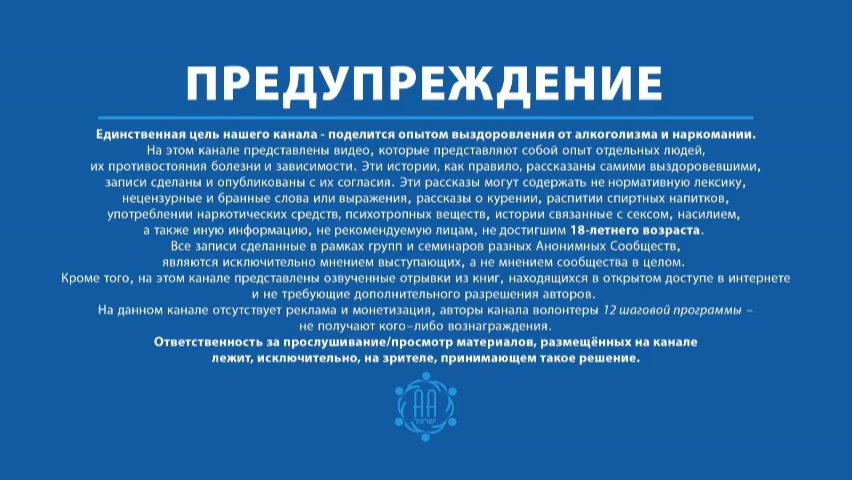 ПРЕДУПРЕЖДЕНИЕ
Единственная цель нашего канала - поделится опытом выздоровления от алкоголизма и наркомании.
На этом канале представлены видео, которые представляют собой опыт отдельных людей,
их противостояния болезни и зависимости. Эти истории, как правило, рассказаны самими выздоровевшими,
записи сделаны и опубликованы с их согласия. Эти рассказы могут содержать не нормативную лексику,
нецензурные и бранные слова или выражения, рассказы о курении, распитии спиртных напитков,
употреблении наркотических средств, психотропных веществ, истории связанные с сексом, насилием,
а также иную информацию, не рекомендуемую лицам, не достигшим 18-летнего возраста.
Все записи сделанные в рамках групп и семинаров разных Анонимных Сообществ,
являются исключительно мнением выступающих, а не мнением сообщества в целом.
Кроме того, на этом канале представлены озвученные отрывки из книг, находящихся в открытом доступе в интернете
и не требующие дополнительного разрешения авторов.
На данном канале отсутствует реклама и монетизация, авторы канала волонтеры 12 шаговой программы –
не получают кого–либо вознаграждения.
Ответственность за прослушивание/просмотр материалов, размещённых на канале
лежит, исключительно, на зрителе, принимающем такое решение.
AA
ישראל